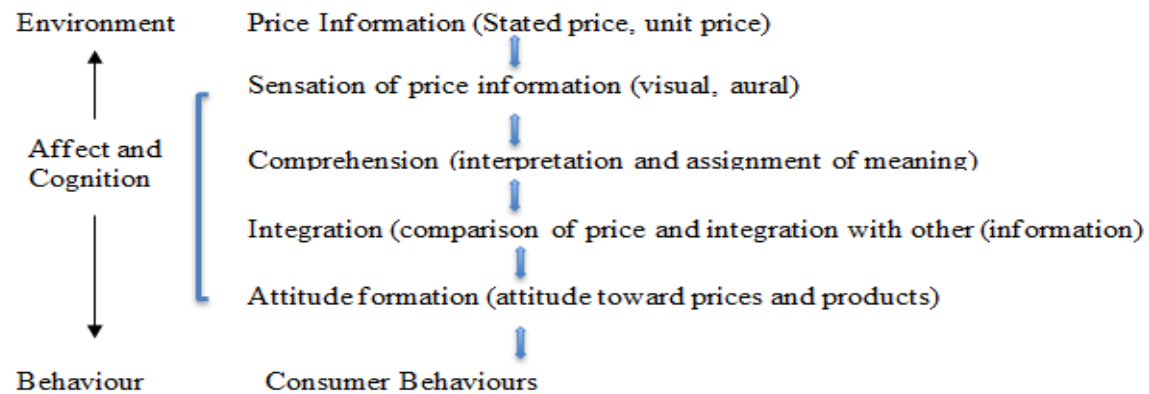 Environment Price Information (Stated price, unit price)
Sensation of price information (visual, aural)
Affect and
Cognition
Comprehension (interpretation and assignment of meaning)
Integration (comparison of price and integration with other (information)
Attitude formation (attitude toward prices and products)
Behaviour Consumer Behaviours